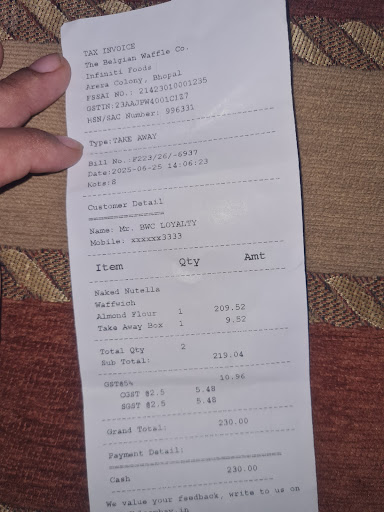 TAX INVOICE
The Belgian Waffle Co.
Infiniti Foods
Arera Colony, Bhopal
FSSAI NO.: 21423010001235
GSTIN:23AAJPW4001C1Z7
HSN/SAC Number: 996331
Type:TAKE AWAY
Bill No.:F223/26/-6937
Date:2025-06-25 14:06:23
Kots:8
Customer Detail
===============
Name: Mr. BWC LOYALTY
Mobile: xxxxxx3333
Item Qty Amt
Naked Nutella
Waffwich
Almond Flour 1 209.52
Take Away Box 1 9.52
Total Qty 2
Sub Total: 219.04
GST@5% 10.96
CGST @2.5 5.48
SGST @2.5 5.48
Grand Total: 230.00
Payment Detail:
Cash 230.00
We value your feedback, write to us on